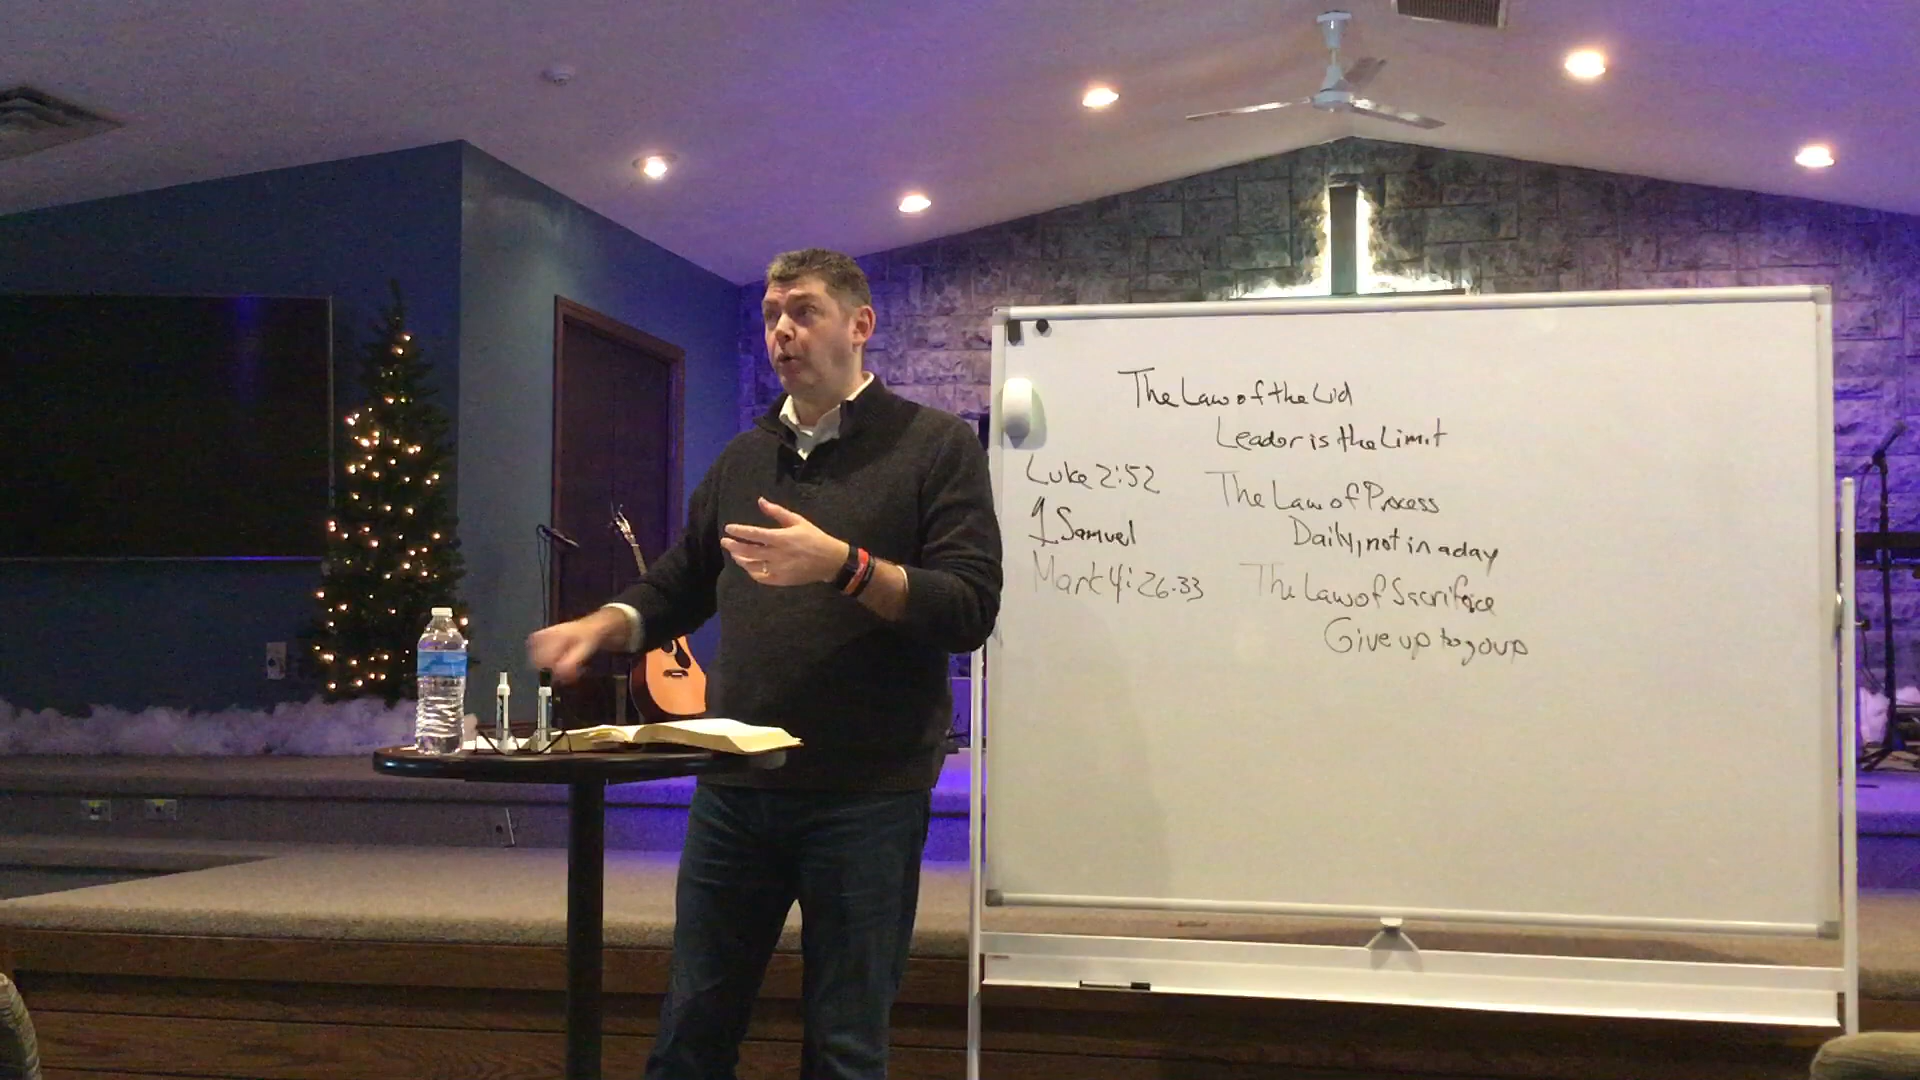 The Law of the Lid
Leader is the Limit
Luke 2:52
The Law of Process
1 Samuel
Daily, not in a day
Mark 4:26-33
The Law of Sacrifice
Give up to go up